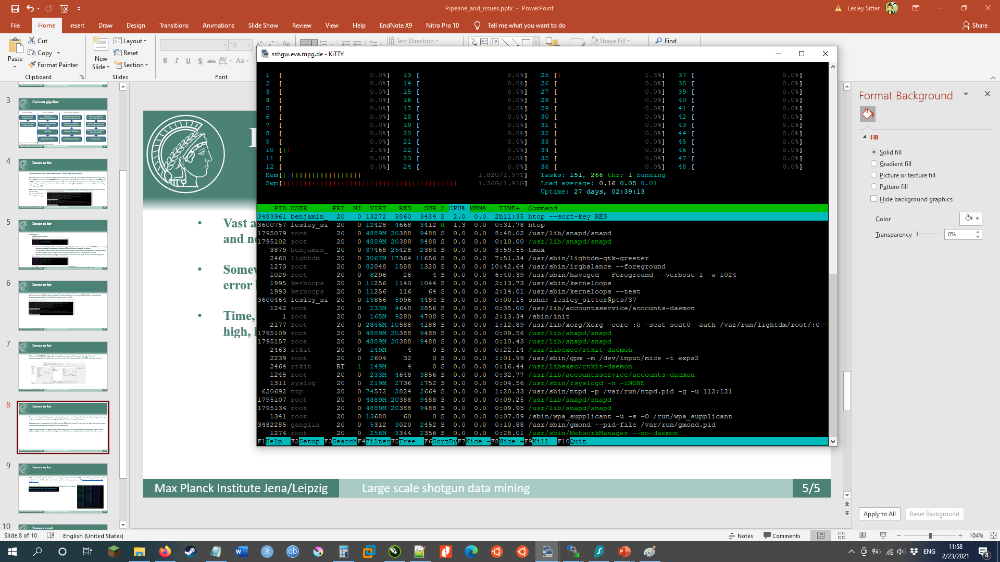 Pipeline_and_issues.pptx - PowerPoint
Lesley Sitter
File Home Insert Draw Design Transitions Animations Slide Show Review View Help EndNote X9 Nitro Pro 10 Tell me what you want to do Share
Cut
Copy
Format Painter
Paste
Clipboard
New Slide
Layout
Reset
Section
Slides
18
B I U S abc AV Aa
Font
Text Direction
Shape Fill
Find
sshgw.eva.mpg.de - KiTTY
1 [ 0.0%] 13 [ 0.0%] 25 [| 1.3%] 37 [ 0.0%]
2 [ 0.0%] 14 [ 0.0%] 26 [ 0.0%] 38 [ 0.0%]
3 [ 0.0%] 15 [ 0.0%] 27 [ 0.0%] 39 [ 0.0%]
4 [ 0.0%] 16 [ 0.0%] 28 [ 0.0%] 40 [ 0.0%]
5 [ 0.0%] 17 [ 0.0%] 29 [ 0.0%] 41 [ 0.0%]
6 [ 0.0%] 18 [ 0.0%] 30 [ 0.0%] 42 [ 0.0%]
7 [ 0.0%] 19 [ 0.0%] 31 [ 0.0%] 43 [ 0.0%]
8 [ 0.0%] 20 [ 0.0%] 32 [ 0.0%] 44 [ 0.0%]
9 [ 0.0%] 21 [ 0.0%] 33 [ 0.0%] 45 [ 0.0%]
10 [|| 2.6%] 22 [ 0.0%] 34 [ 0.0%] 46 [ 0.0%]
11 [ 0.0%] 23 [ 0.0%] 35 [ 0.0%] 47 [ 0.0%]
12 [ 0.0%] 24 [ 0.0%] 36 [ 0.0%] 48 [ 0.0%]
Mem[ 1.82G/1.97T] Tasks: 151, 266 thr; 1 running
Swp[ 1.36G/1.91G] Load average: 0.16 0.05 0.01
Uptime: 27 days, 02:39:13
PID USER PRI NI VIRT RES SHR S CPU% MEM% TIME+ Command
3483961 benjamin_ 20 0 13272 5860 3484 S 2.0 0.0 2h11:35 htop --sort-key RES
3600757 lesley_si 20 0 12428 4668 3412 R 1.3 0.0 0:31.78 htop
1795079 root 20 0 4889M 20388 9488 S 0.0 0.0 8:48.02 /usr/lib/snapd/snapd
1795102 root 20 0 4889M 20388 9488 S 0.0 0.0 0:10.00 /usr/lib/snapd/snapd
3879 benjamin_ 20 0 37468 25428 2384 S 0.0 0.0 3:59.55 tmux
2460 lightdm 20 0 3067M 17364 11656 S 0.0 0.0 7:51.34 /usr/sbin/lightdm-gtk-greeter
1273 root 20 0 82048 1588 1320 S 0.0 0.0 10:42.64 /usr/sbin/irqbalance --foreground
1029 root 20 0 8296 28 4 S 0.0 0.0 6:40.39 /usr/sbin/haveged --Foreground --verbose=1 -w 1024
1995 kernoops 20 0 11256 1140 1044 S 0.0 0.0 2:13.73 /usr/sbin/kerneloops
1993 kernoops 20 0 11256 116 64 S 0.0 0.0 2:14.01 /usr/sbin/kerneloops --test
3600464 lesley_si 20 0 13856 5996 4484 S 0.0 0.0 0:00.15 sshd: lesley_sitter@pts/37
1242 root 20 0 233M 4648 3856 S 0.0 0.0 0:35.00 /usr/lib/accountsservice/accounts-daemon
1 root 20 0 165M 9280 4708 S 0.0 0.0 2:13.34 /sbin/init
2177 root 20 0 2846M 10588 4188 S 0.0 0.0 1:12.89 /usr/lib/xorg/Xorg -core :0 -seat seat0 -auth /var/run/lightdm/root/:0 -
1795109 root 20 0 4889M 20388 9488 S 0.0 0.0 0:09.56 /usr/lib/snapd/snapd
1795157 root 20 0 4889M 20388 9488 S 0.0 0.0 0:10.43 /usr/lib/snapd/snapd
2463 rtkit 20 0 149M 4 0 S 0.0 0.0 0:22.14 /usr/libexec/rtkit-daemon
2239 root 20 0 2604 32 0 S 0.0 0.0 1:01.99 /usr/sbin/gpm -m /dev/input/mice -t exps2
2464 rtkit RT 1 149M 4 0 S 0.0 0.0 0:16.44 /usr/libexec/rtkit-daemon
1245 root 20 0 233M 4648 3856 S 0.0 0.0 0:32.77 /usr/lib/accountsservice/accounts-daemon
1311 syslog 20 0 219M 2736 1752 S 0.0 0.0 0:04.56 /usr/sbin/rsyslogd -n -iNONE
620692 ntp 20 0 74572 2824 2664 S 0.0 0.0 1:20.33 /usr/sbin/ntpd -p /var/run/ntpd.pid -g -u 112:121
1795107 root 20 0 4889M 20388 9488 S 0.0 0.0 0:09.25 /usr/lib/snapd/snapd
1795134 root 20 0 4889M 20388 9488 S 0.0 0.0 0:09.95 /usr/lib/snapd/snapd
1341 root 20 0 13680 60 0 S 0.0 0.0 0:07.89 /sbin/wpa_supplicant -u -s -O /run/wpa_supplicant
3482285 ganglia 20 0 5312 3020 2452 S 0.0 0.0 0:10.88 /usr/sbin/gmond --pid-file /var/run/gmond.pid
1274 root 20 0 256M 3344 2356 S 0.0 0.0 0:28.01 /usr/sbin/NetworkManager --no-daemon
F1Help F2Setup F3SearchF4FilterF5Tree F6SortByF7Nice -F8Nice +F9Kill F10Quit
3
Current pipeline
4
Issues so far
5
Issues so far
6
Issues so far
7
Issues so far
8
Issues so far
9
Issues so far
10
Bonus round
• Vast a
and no
• Somew
error
• Time,
high, i
Max Planck Institute Jena/Leipzig Large scale shotgun data mining 5/5
Format Background
Fill
Solid fill
Gradient fill
Picture or texture fill
Pattern fill
Hide background graphics
Color
Transparency 0%
Apply to All Reset Background
Slide 8 of 10 English (United States) Notes Comments 104%
ENG
11:58
2/23/2021
4